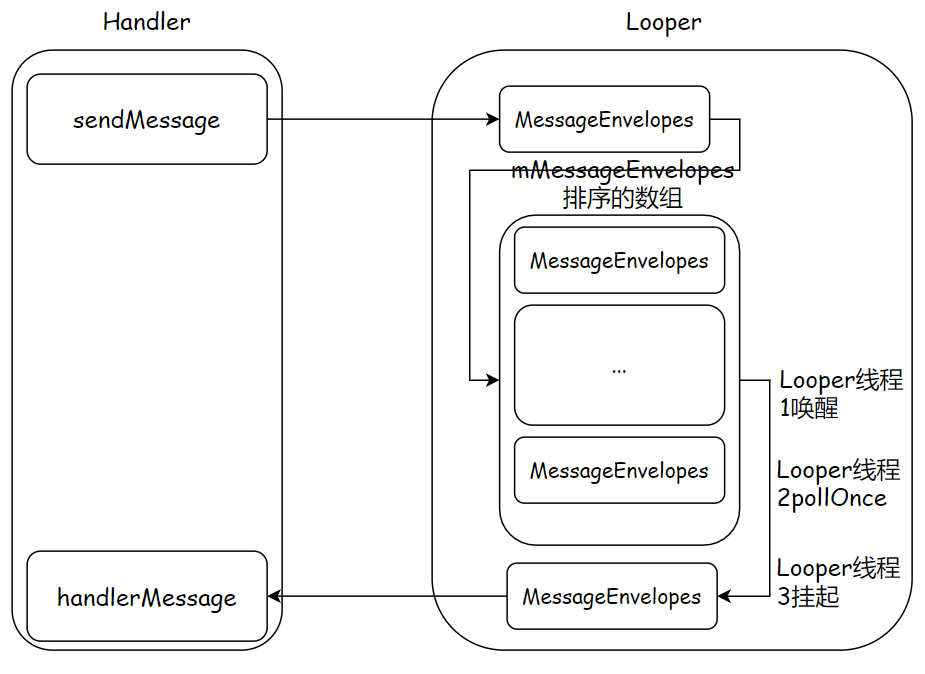 Handler
Looper
sendMessage
MessageEnvelopes
mMessageEnvelopes
排序的数组
MessageEnvelopes
...
MessageEnvelopes
Looper线程
1唤醒
Looper线程
2pollOnce
Looper线程
3挂起
handlerMessage
MessageEnvelopes